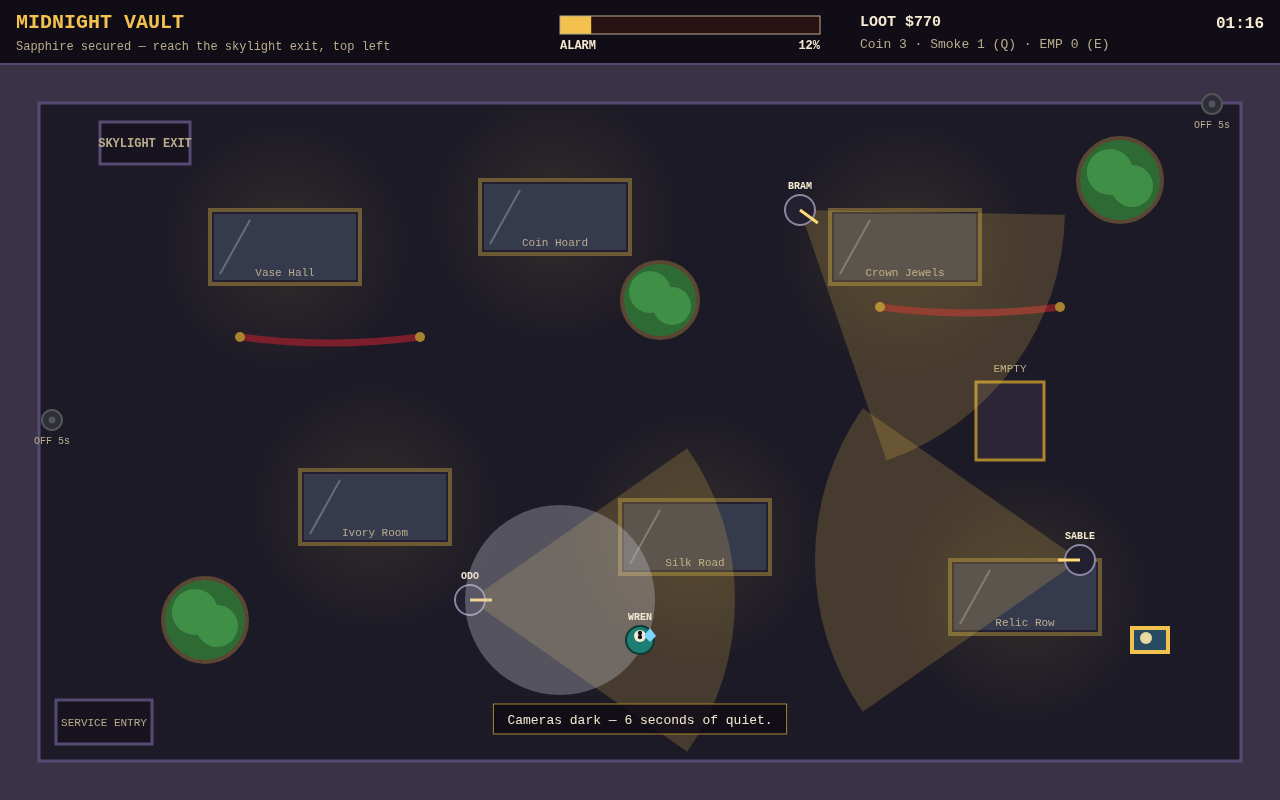 MIDNIGHT VAULT
Sapphire secured — reach the skylight exit, top left
ALARM 12%
LOOT $770
Coin 3 · Smoke 1 (Q) · EMP 0 (E)
01:16
OFF 5s
SKYLIGHT EXIT
BRAM
Coin Hoard
Vase Hall
Crown Jewels
EMPTY
OFF 5s
Ivory Room
SABLE
Silk Road
ODO
WREN
Relic Row
Cameras dark — 6 seconds of quiet.
SERVICE ENTRY